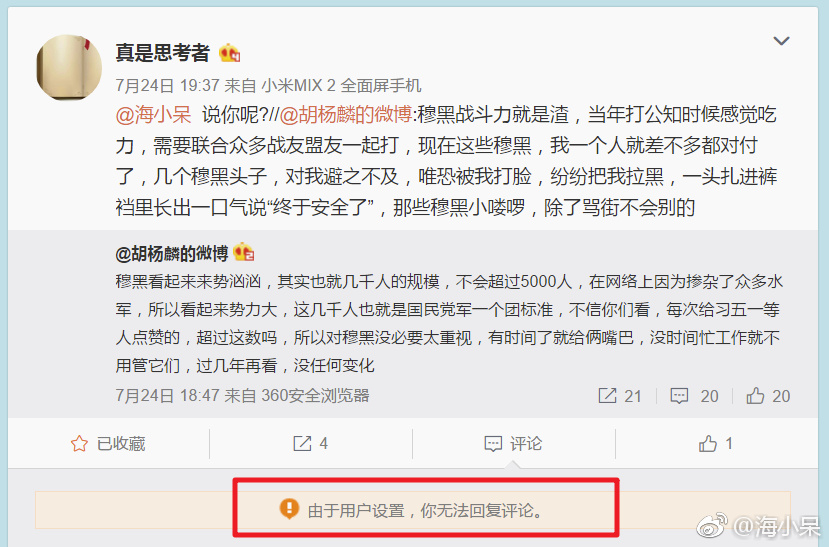 真是思考者
7月24日 19:37 来自 小米MIX 2 全面屏手机
@海小呆 说你呢?//@胡杨麟的微博:穆黑战斗力就是渣，当年打公知时候感觉吃
力，需要联合众多战友盟友一起打，现在这些穆黑，我一个人就差不多都对付
了，几个穆黑头子，对我避之不及，唯恐被我打脸，纷纷把我拉黑，一头扎进裤
裆里长出一口气说“终于安全了”，那些穆黑小喽啰，除了骂街不会别的
@胡杨麟的微博
穆黑看起来来势汹汹，其实也就几千人的规模，不会超过5000人，在网络上因为掺杂了众多水
军，所以看起来势力大，这几千人也就是国民党军一个团标准，不信你们看，每次给习五一等
人点赞的，超过这数吗，所以对穆黑没必要太重视，有时间了就给俩嘴巴，没时间忙工作就不
用管它们，过几年再看，没任何变化
7月24日 18:47 来自 360安全浏览器 21 20 20
已收藏 4 评论 1
由于用户设置，你无法回复评论。
@海小呆